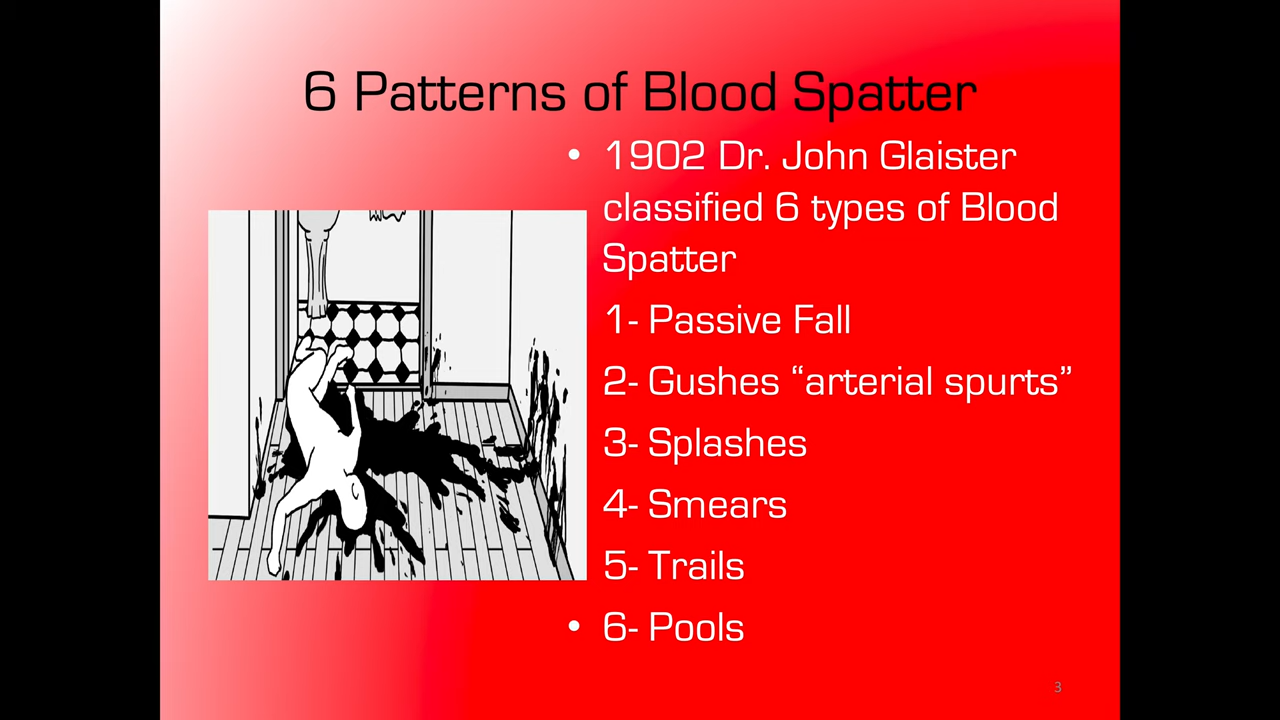 6 Patterns of Blood Spatter
• 1902 Dr. John Glaister
classified 6 types of Blood
Spatter
1- Passive Fall
2- Gushes “arterial spurts”
3- Splashes
4- Smears
5- Trails
• 6- Pools
3